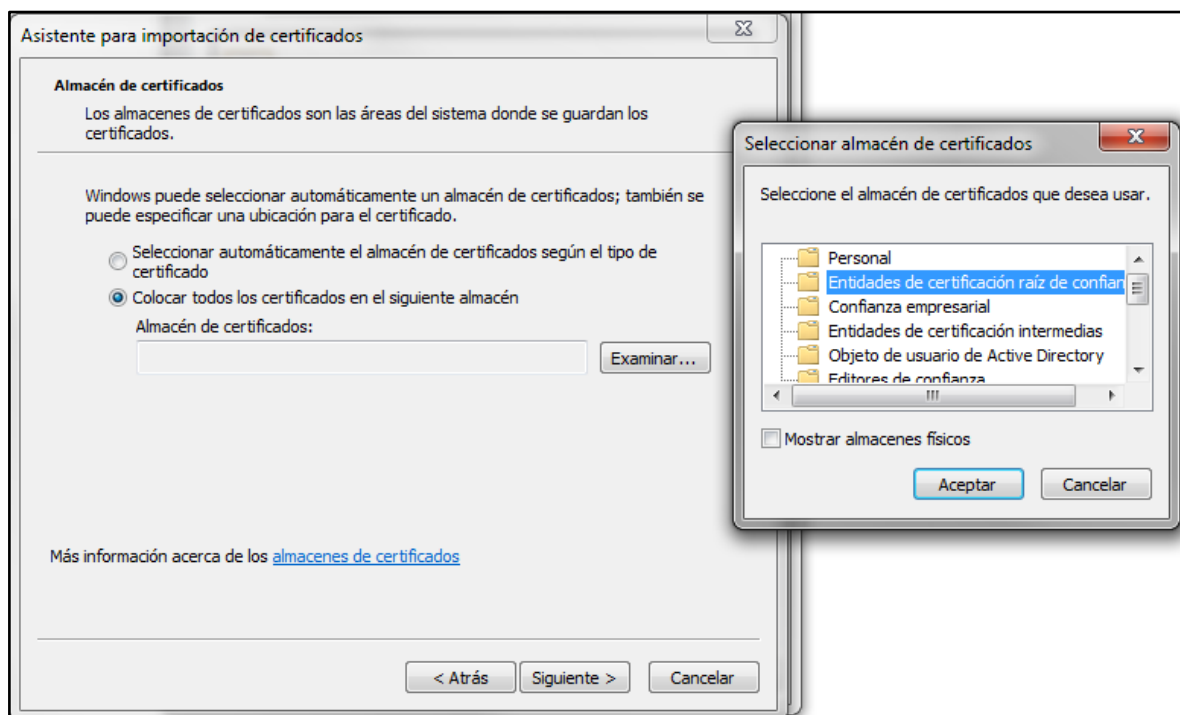 Asistente para importación de certificados
Almacén de certificados
Los almacenes de certificados son las áreas del sistema donde se guardan los
certificados.
Windows puede seleccionar automáticamente un almacén de certificados; también se
puede especificar una ubicación para el certificado.
Seleccionar automáticamente el almacén de certificados según el tipo de
certificado
Colocar todos los certificados en el siguiente almacén
Almacén de certificados:
Examinar...
Más información acerca de los almacenes de certificados
< Atrás
Siguiente >
Cancelar
Seleccionar almacén de certificados
Seleccione el almacén de certificados que desea usar.
Personal
Entidades de certificación raíz de confian
Confianza empresarial
Entidades de certificación intermedias
Objeto de usuario de Active Directory
Editores de confianza
Mostrar almacenes físicos
Aceptar
Cancelar